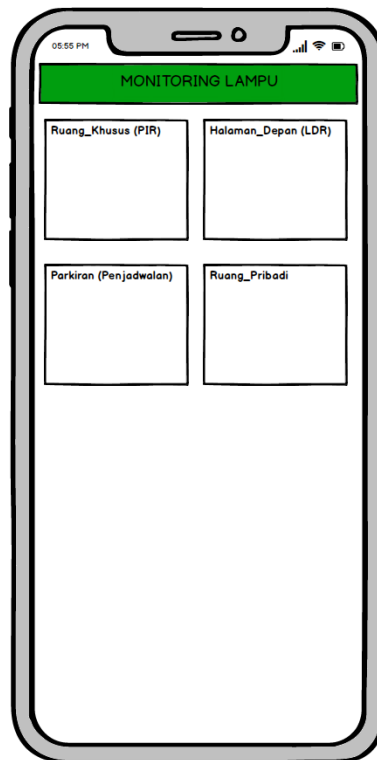 05:55 PM
MONITORING LAMPU
Ruang_Khusus (PIR)
Halaman_Depan (LDR)
Parkiran (Penjadwalan)
Ruang_Pribadi